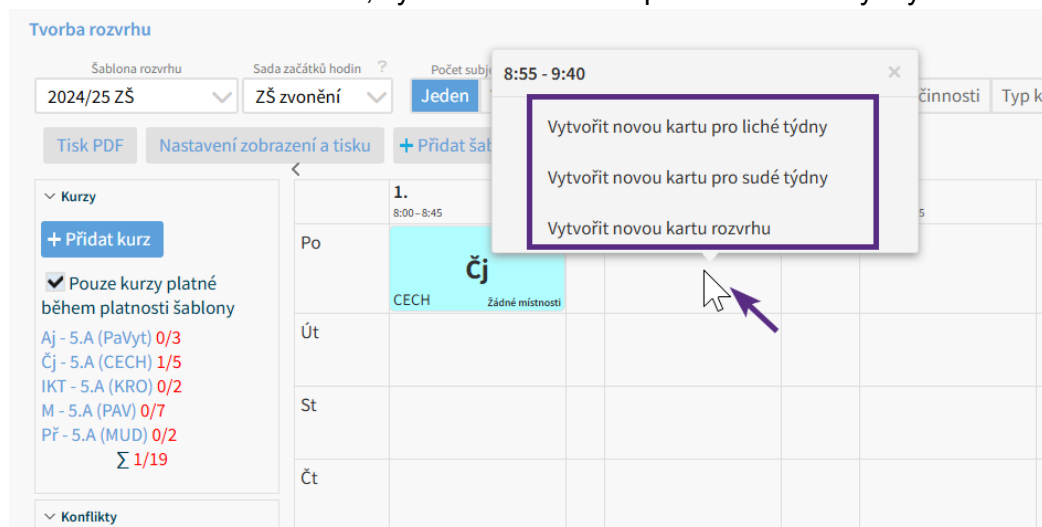 Tvorba rozvrhu
Šablona rozvrhu Sada začátků hodin ? Počet subj
2024/25 ZŠ ZŠ zvonění Jeden činnosti Typ k
8:55 - 9:40 ×
Vytvořit novou kartu pro liché týdny
Vytvořit novou kartu pro sudé týdny
Vytvořit novou kartu rozvrhu
Tisk PDF Nastavení zobrazení a tisku + Přidat šab
Kurzy
+ Přidat kurz
Pouze kurzy platné
během platnosti šablony
Aj - 5.A (PaVyt) 0/3
Čj - 5.A (CECH) 1/5
IKT - 5.A (KRO) 0/2
M - 5.A (PAV) 0/7
Př - 5.A (MUD) 0/2
∑ 1/19
Konflikty
1.
8:00 – 8:45
5
Po
Čj
CECH Žádné místnosti
Út
St
Čt